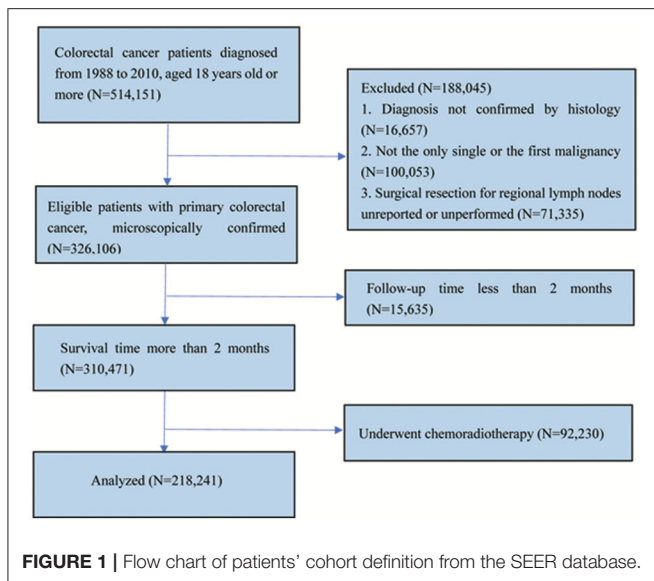 Colorectal cancer patients diagnosed
from 1988 to 2010, aged 18 years old or
more (N=514,151)
Excluded (N=188,045)
1. Diagnosis not confirmed by histology
(N=16,657)
2. Not the only single or the first malignancy
(N=100,053)
3. Surgical resection for regional lymph nodes
unreported or unperformed (N=71,335)
Eligible patients with primary colorectal
cancer, microscopically confirmed
(N=326,106)
Follow-up time less than 2 months
(N=15,635)
Survival time more than 2 months
(N=310,471)
Underwent chemoradiotherapy (N=92,230)
Analyzed (N=218,241)
FIGURE 1 | Flow chart of patients' cohort definition from the SEER database.